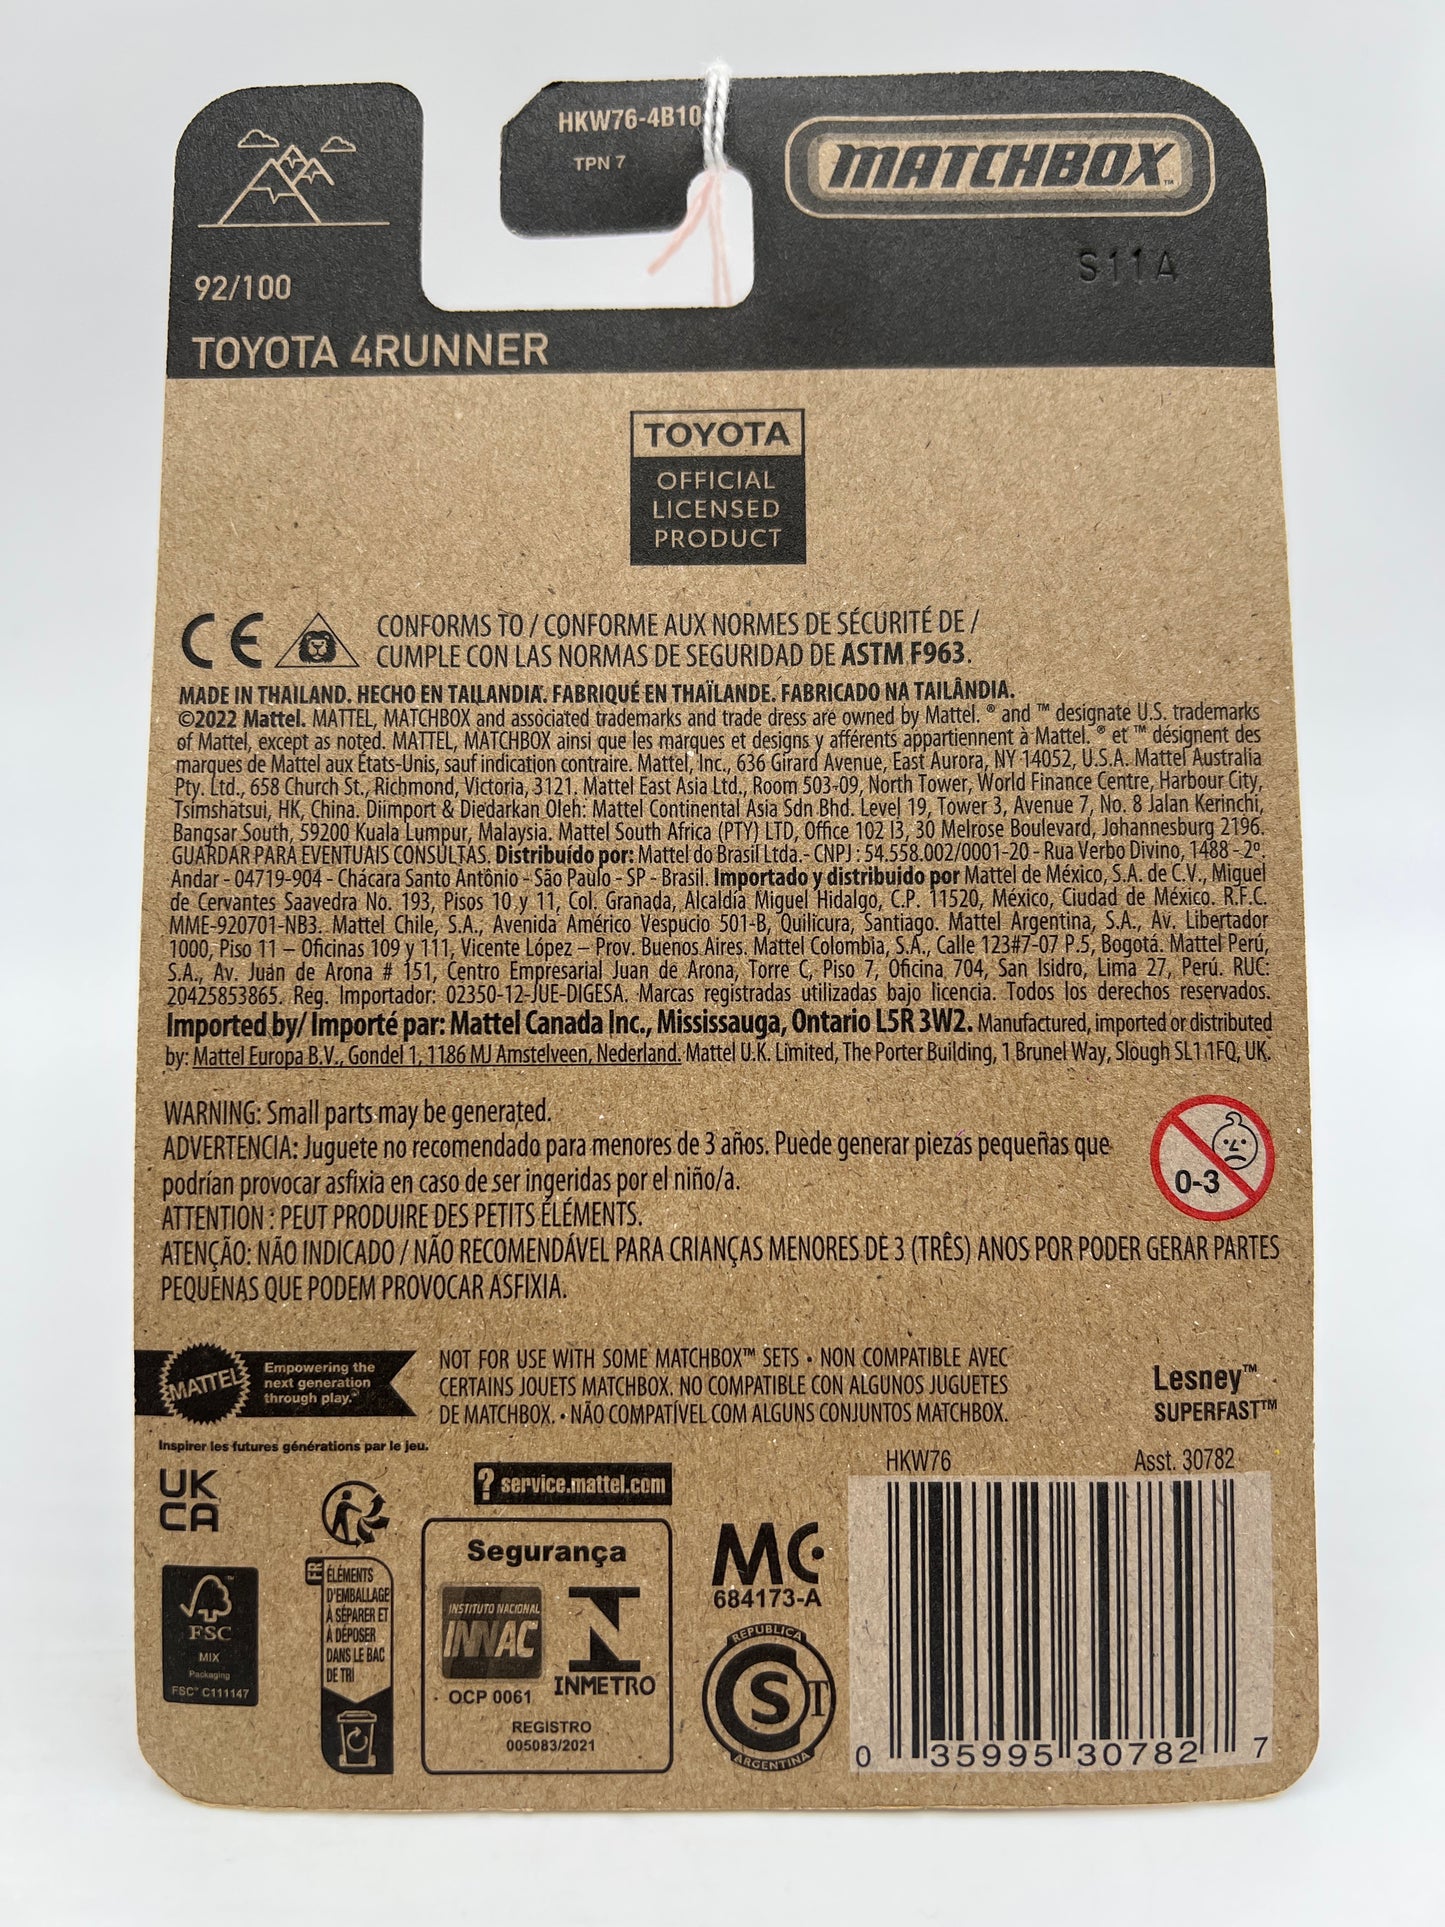 HKW76-4B10
TPN 7
MATCHBOX™
S11A
92/100
TOYOTA 4RUNNER
TOYOTA
OFFICIAL
LICENSED
PRODUCT
CE
CONFORMS TO / CONFORME AUX NORMES DE SÉCURITÉ DE /
CUMPLE CON LAS NORMAS DE SEGURIDAD DE ASTM F963.
MADE IN THAILAND. HECHO EN TAILANDIA. FABRIQUÉ EN THAÏLANDE. FABRICADO NA TAILÂNDIA.
©2022 Mattel. MATTEL, MATCHBOX and associated trademarks and trade dress are owned by Mattel. ® and ™ designate U.S. trademarks
of Mattel, except as noted. MATTEL, MATCHBOX ainsi que les marques et designs y afférents appartiennent à Mattel. ® et ™ désignent des
marques de Mattel aux États-Unis, sauf indication contraire. Mattel, Inc., 636 Girard Avenue, East Aurora, NY 14052, U.S.A. Mattel Australia
Pty. Ltd., 658 Church St., Richmond, Victoria, 3121. Mattel East Asia Ltd., Room 503-09, North Tower, World Finance Centre, Harbour City,
Tsimshatsui, HK, China. Diimport & Diedarkan Oleh: Mattel Continental Asia Sdn Bhd. Level 19, Tower 3, Avenue 7, No. 8 Jalan Kerinchi,
Bangsar South, 59200 Kuala Lumpur, Malaysia. Mattel South Africa (PTY) LTD, Office 102 I3, 30 Melrose Boulevard, Johannesburg 2196.
GUARDAR PARA EVENTUAIS CONSULTAS. Distribuído por: Mattel do Brasil Ltda.- CNPJ : 54.558.002/0001-20 - Rua Verbo Divino, 1488 - 2º.
Andar - 04719-904 - Chácara Santo Antônio - São Paulo - SP - Brasil. Importado y distribuido por Mattel de México, S.A. de C.V., Miguel
de Cervantes Saavedra No. 193, Pisos 10 y 11, Col. Granada, Alcaldía Miguel Hidalgo, C.P. 11520, México, Ciudad de México. R.F.C.
MME-920701-NB3. Mattel Chile, S.A., Avenida Américo Vespucio 501-B, Quilicura, Santiago. Mattel Argentina, S.A., Av. Libertador
1000, Piso 11 – Oficinas 109 y 111, Vicente López – Prov. Buenos Aires. Mattel Colombia, S.A., Calle 123#7-07 P.5, Bogotá. Mattel Perú,
S.A., Av. Juan de Arona # 151, Centro Empresarial Juan de Arona, Torre C, Piso 7, Oficina 704, San Isidro, Lima 27, Perú. RUC:
20425853865. Reg. Importador: 02350-12-JUE-DIGESA. Marcas registradas utilizadas bajo licencia. Todos los derechos reservados.
Imported by/ Importé par: Mattel Canada Inc., Mississauga, Ontario L5R 3W2. Manufactured, imported or distributed
by: Mattel Europa B.V., Gondel 1, 1186 MJ Amstelveen, Nederland. Mattel U.K. Limited, The Porter Building, 1 Brunel Way, Slough SL1 1FQ, UK.
WARNING: Small parts may be generated.
ADVERTENCIA: Juguete no recomendado para menores de 3 años. Puede generar piezas pequeñas que
podrían provocar asfixia en caso de ser ingeridas por el niño/a.
ATTENTION : PEUT PRODUIRE DES PETITS ÉLÉMENTS.
ATENÇÃO: NÃO INDICADO / NÃO RECOMENDÁVEL PARA CRIANÇAS MENORES DE 3 (TRÊS) ANOS POR PODER GERAR PARTES
PEQUENAS QUE PODEM PROVOCAR ASFIXIA.
0-3
MATTEL
Empowering the
next generation
through play.®
Inspirer les futures générations par le jeu.
NOT FOR USE WITH SOME MATCHBOX™ SETS • NON COMPATIBLE AVEC
CERTAINS JOUETS MATCHBOX. NO COMPATIBLE CON ALGUNOS JUGUETES
DE MATCHBOX. • NÃO COMPATÍVEL COM ALGUNS CONJUNTOS MATCHBOX.
Lesney™
SUPERFAST™
UK
CA
FSC™
MIX
Packaging
FSC® C111147
FR
ÉLÉMENTS
D'EMBALLAGE
À SÉPARER ET
À DÉPOSER
DANS LE BAC
DE TRI
? service.mattel.com
Segurança
INSTITUTO NACIONAL
INNAC
OCP 0061
INMETRO
REGISTRO
005083/2021
MC
684173-A
REPUBLICA
S T
ARGENTINA
HKW76 Asst. 30782
0 35995 30782 7